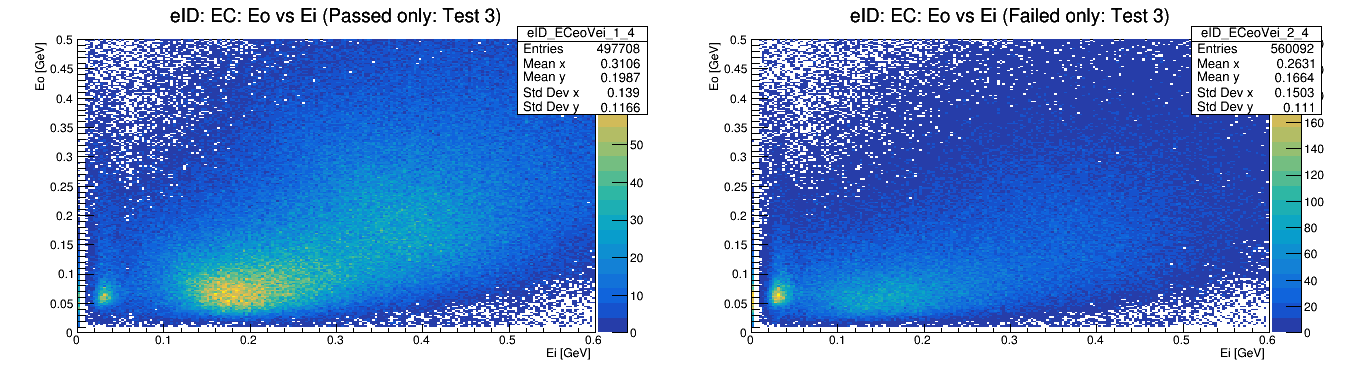 eID: EC: Eo vs Ei (Passed only: Test 3)
eID_ECeoVei_1_4
Entries 497708
Mean x 0.3106
Mean y 0.1987
Std Dev x 0.139
Std Dev y 0.1166
Eo [GeV]
0.5
0.45
0.4
0.35
0.3
0.25
0.2
0.15
0.1
0.05
0
0 0.1 0.2 0.3 0.4 0.5 0.6
Ei [GeV]
50
40
30
20
10
0
eID: EC: Eo vs Ei (Failed only: Test 3)
eID_ECeoVei_2_4
Entries 560092
Mean x 0.2631
Mean y 0.1664
Std Dev x 0.1503
Std Dev y 0.111
Eo [GeV]
0.5
0.45
0.4
0.35
0.3
0.25
0.2
0.15
0.1
0.05
0
0 0.1 0.2 0.3 0.4 0.5 0.6
Ei [GeV]
160
140
120
100
80
60
40
20
0